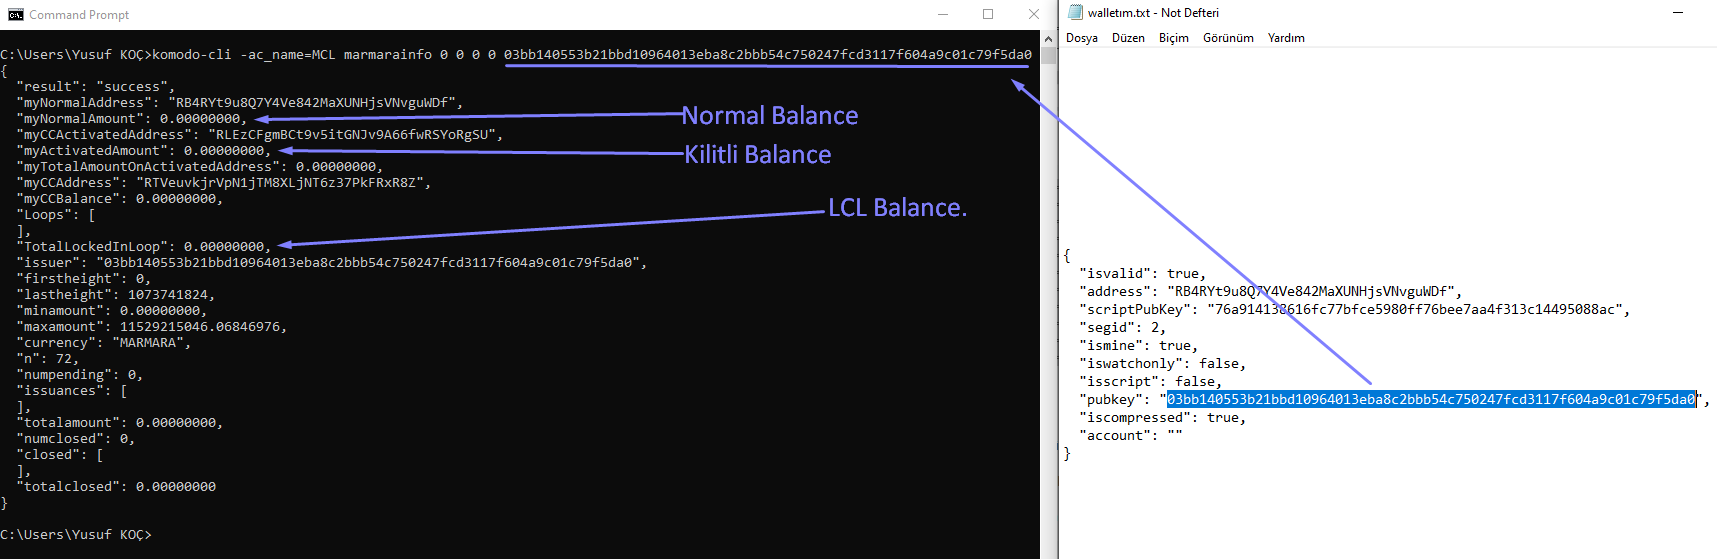 Command Prompt
C:\Users\Yusuf KOÇ>komodo-cli -ac_name=MCL marmarainfo 0 0 0 0 03bb140553b21bbd10964013eba8c2bbb54c750247fcd3117f604a9c01c79f5da0
{
"result": "success",
"myNormalAddress": "RB4RYt9u8Q7Y4Ve842MaXUNHjsVNvguWDf",
"myNormalAmount": 0.00000000,
"myCCActivatedAddress": "RLEzCFgmBCt9v5itGNJv9A66fwRSYoRgSU",
"myActivatedAmount": 0.00000000,
"myTotalAmountOnActivatedAddress": 0.00000000,
"myCCAddress": "RTVeuvkjrVpN1jTM8XLjNT6z37PkFRxR8Z",
"myCCBalance": 0.00000000,
"Loops": [
],
"TotalLockedInLoop": 0.00000000,
"issuer": "03bb140553b21bbd10964013eba8c2bbb54c750247fcd3117f604a9c01c79f5da0",
"firstheight": 0,
"lastheight": 1073741824,
"minamount": 0.00000000,
"maxamount": 11529215046.06846976,
"currency": "MARMARA",
"n": 72,
"numpending": 0,
"issuances": [
],
"totalamount": 0.00000000,
"numclosed": 0,
"closed": [
],
"totalclosed": 0.00000000
}
C:\Users\Yusuf KOÇ>
Normal Balance
Kilitli Balance
LCL Balance.
walletım.txt - Not Defteri
Dosya Düzen Biçim Görünüm Yardım
{
"isvalid": true,
"address": "RB4RYt9u8Q7Y4Ve842MaXUNHjsVNvguWDf",
"scriptPubKey": "76a914138616fc77bfce5980ff76bee7aa4f313c14495088ac",
"segid": 2,
"ismine": true,
"iswatchonly": false,
"isscript": false,
"pubkey": "03bb140553b21bbd10964013eba8c2bbb54c750247fcd3117f604a9c01c79f5da0",
"iscompressed": true,
"account": ""
}